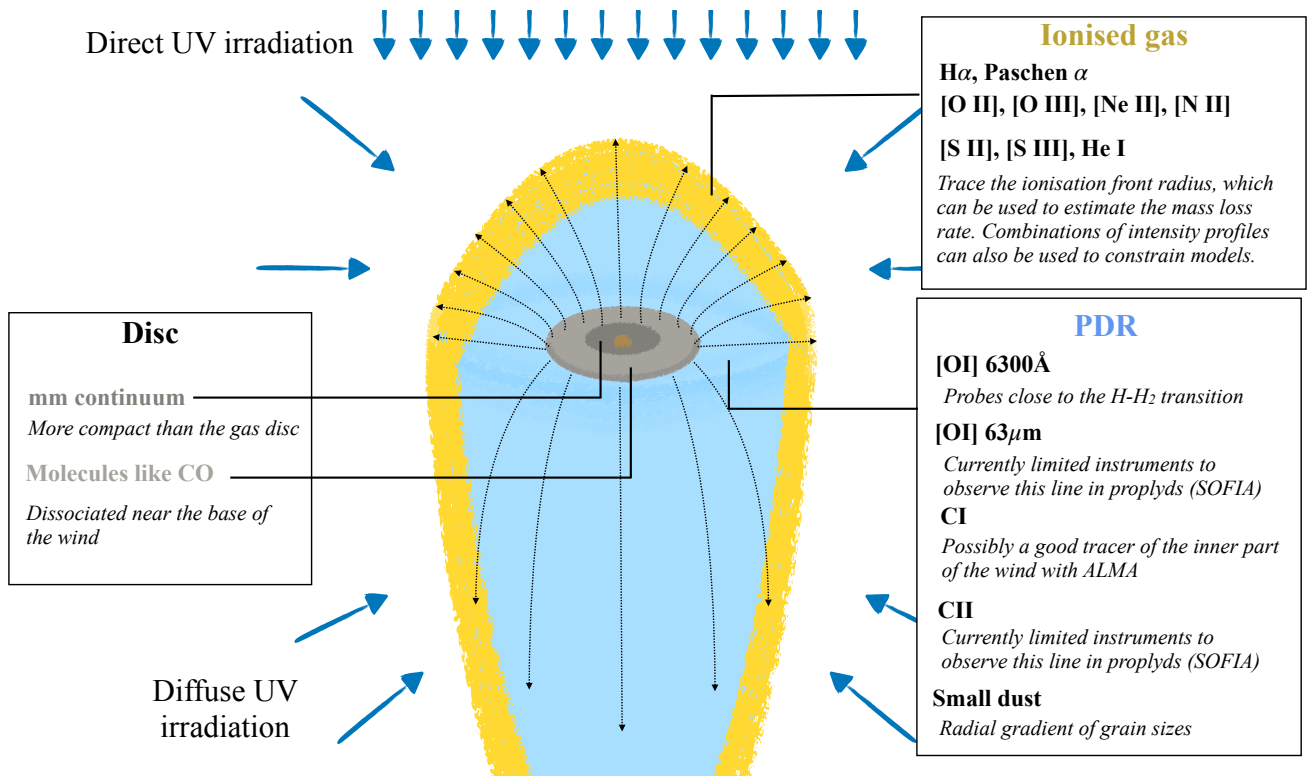 Direct UV irradiation
Ionised gas
Hα, Paschen α
[O II], [O III], [Ne II], [N II]
[S II], [S III], He I
Trace the ionisation front radius, which
can be used to estimate the mass loss
rate. Combinations of intensity profiles
can also be used to constrain models.
Disc
mm continuum
More compact than the gas disc
Molecules like CO
Dissociated near the base of
the wind
PDR
[OI] 6300Å
Probes close to the H-H₂ transition
[OI] 63μm
Currently limited instruments to
observe this line in proplyds (SOFIA)
CI
Possibly a good tracer of the inner part
of the wind with ALMA
CII
Currently limited instruments to
observe this line in proplyds (SOFIA)
Small dust
Radial gradient of grain sizes
Diffuse UV
irradiation